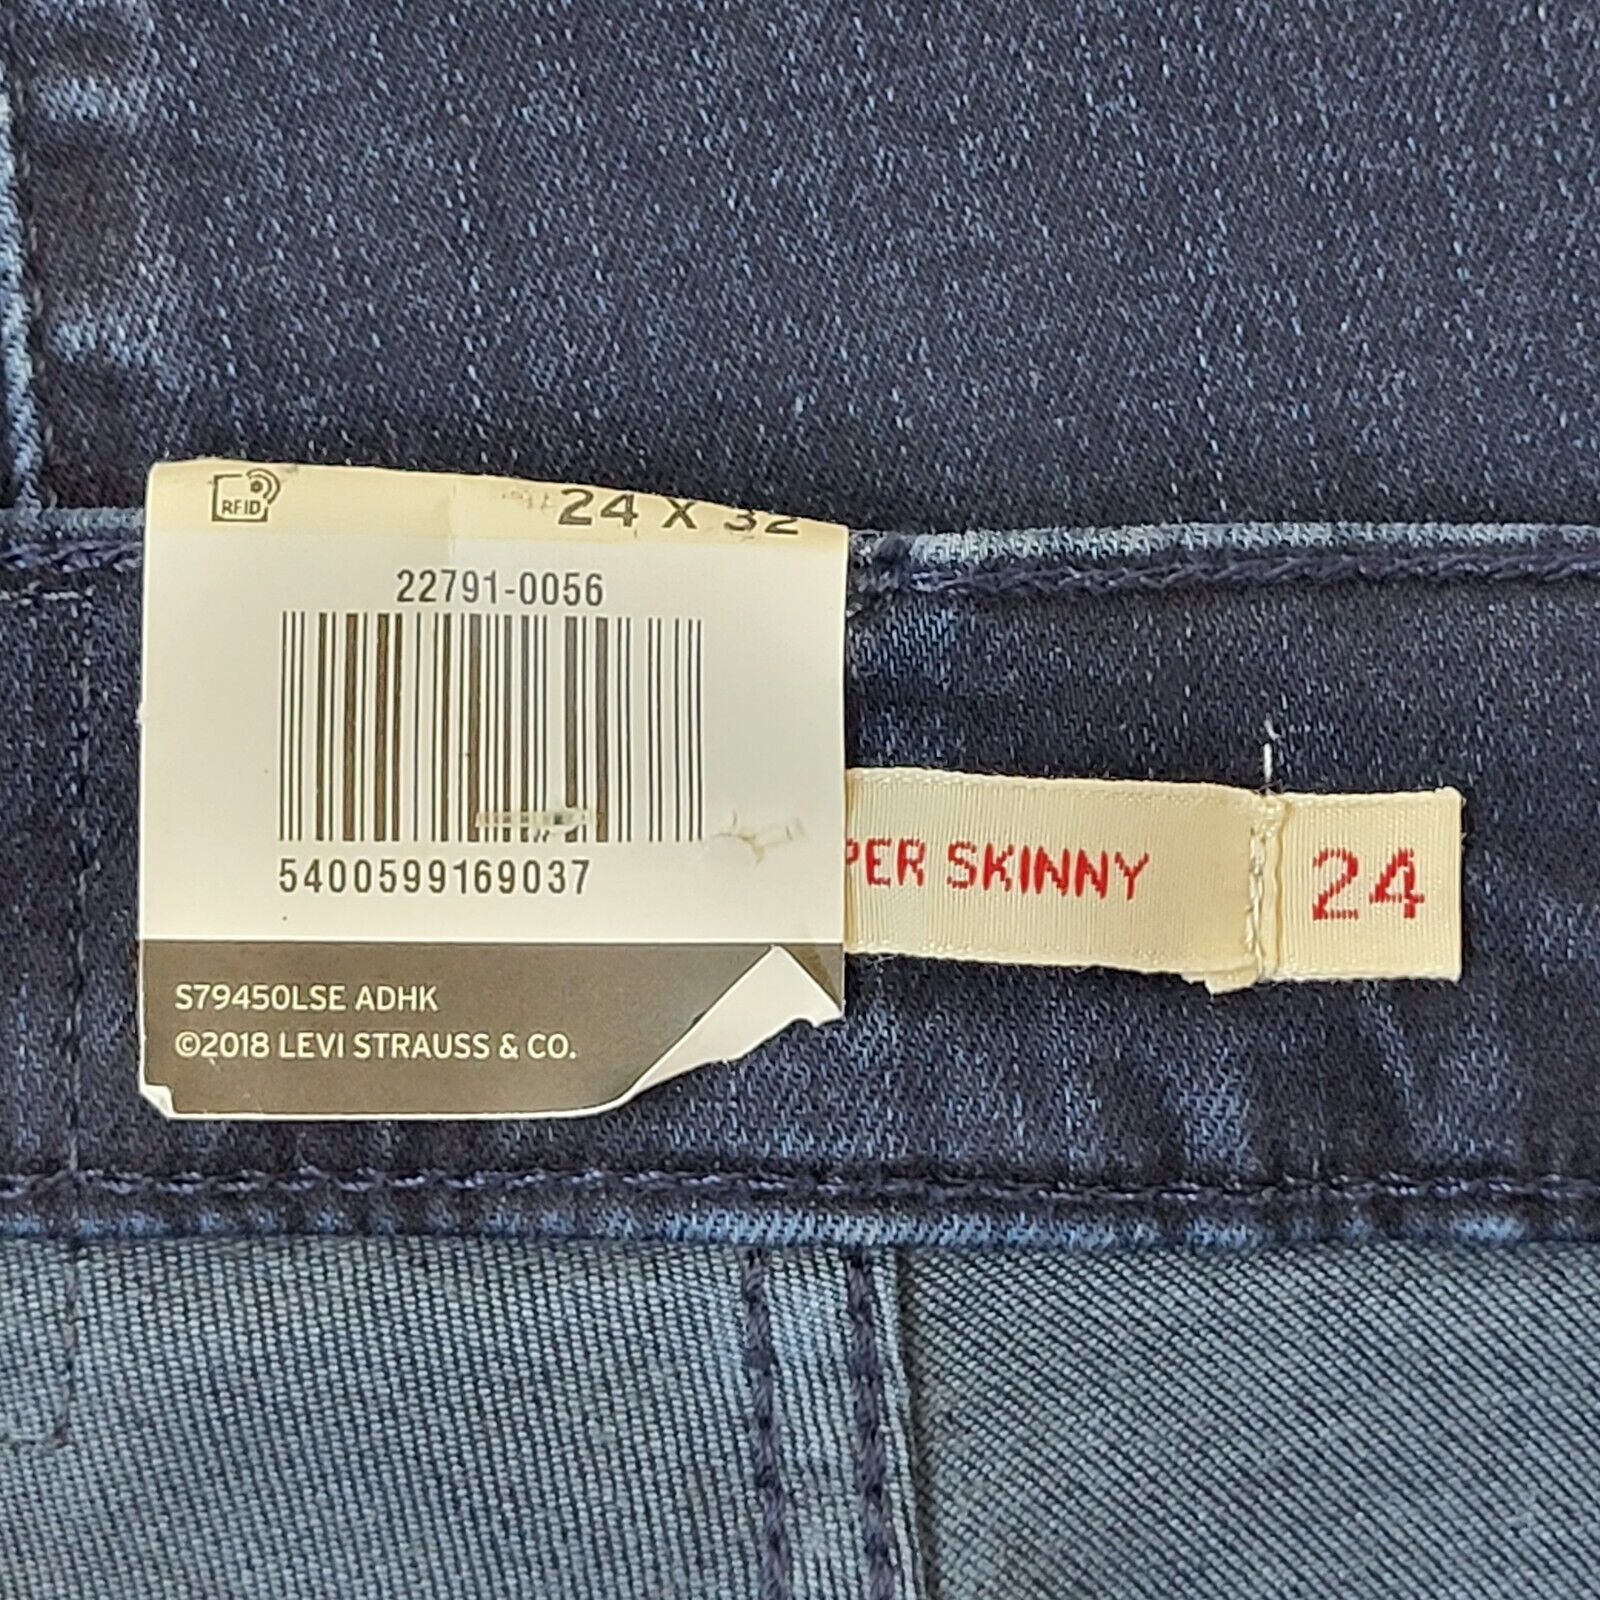 RFID
24 X 32
22791-0056
5400599169037
PER SKINNY
24
S79450LSE ADHK
©2018 LEVI STRAUSS & CO.